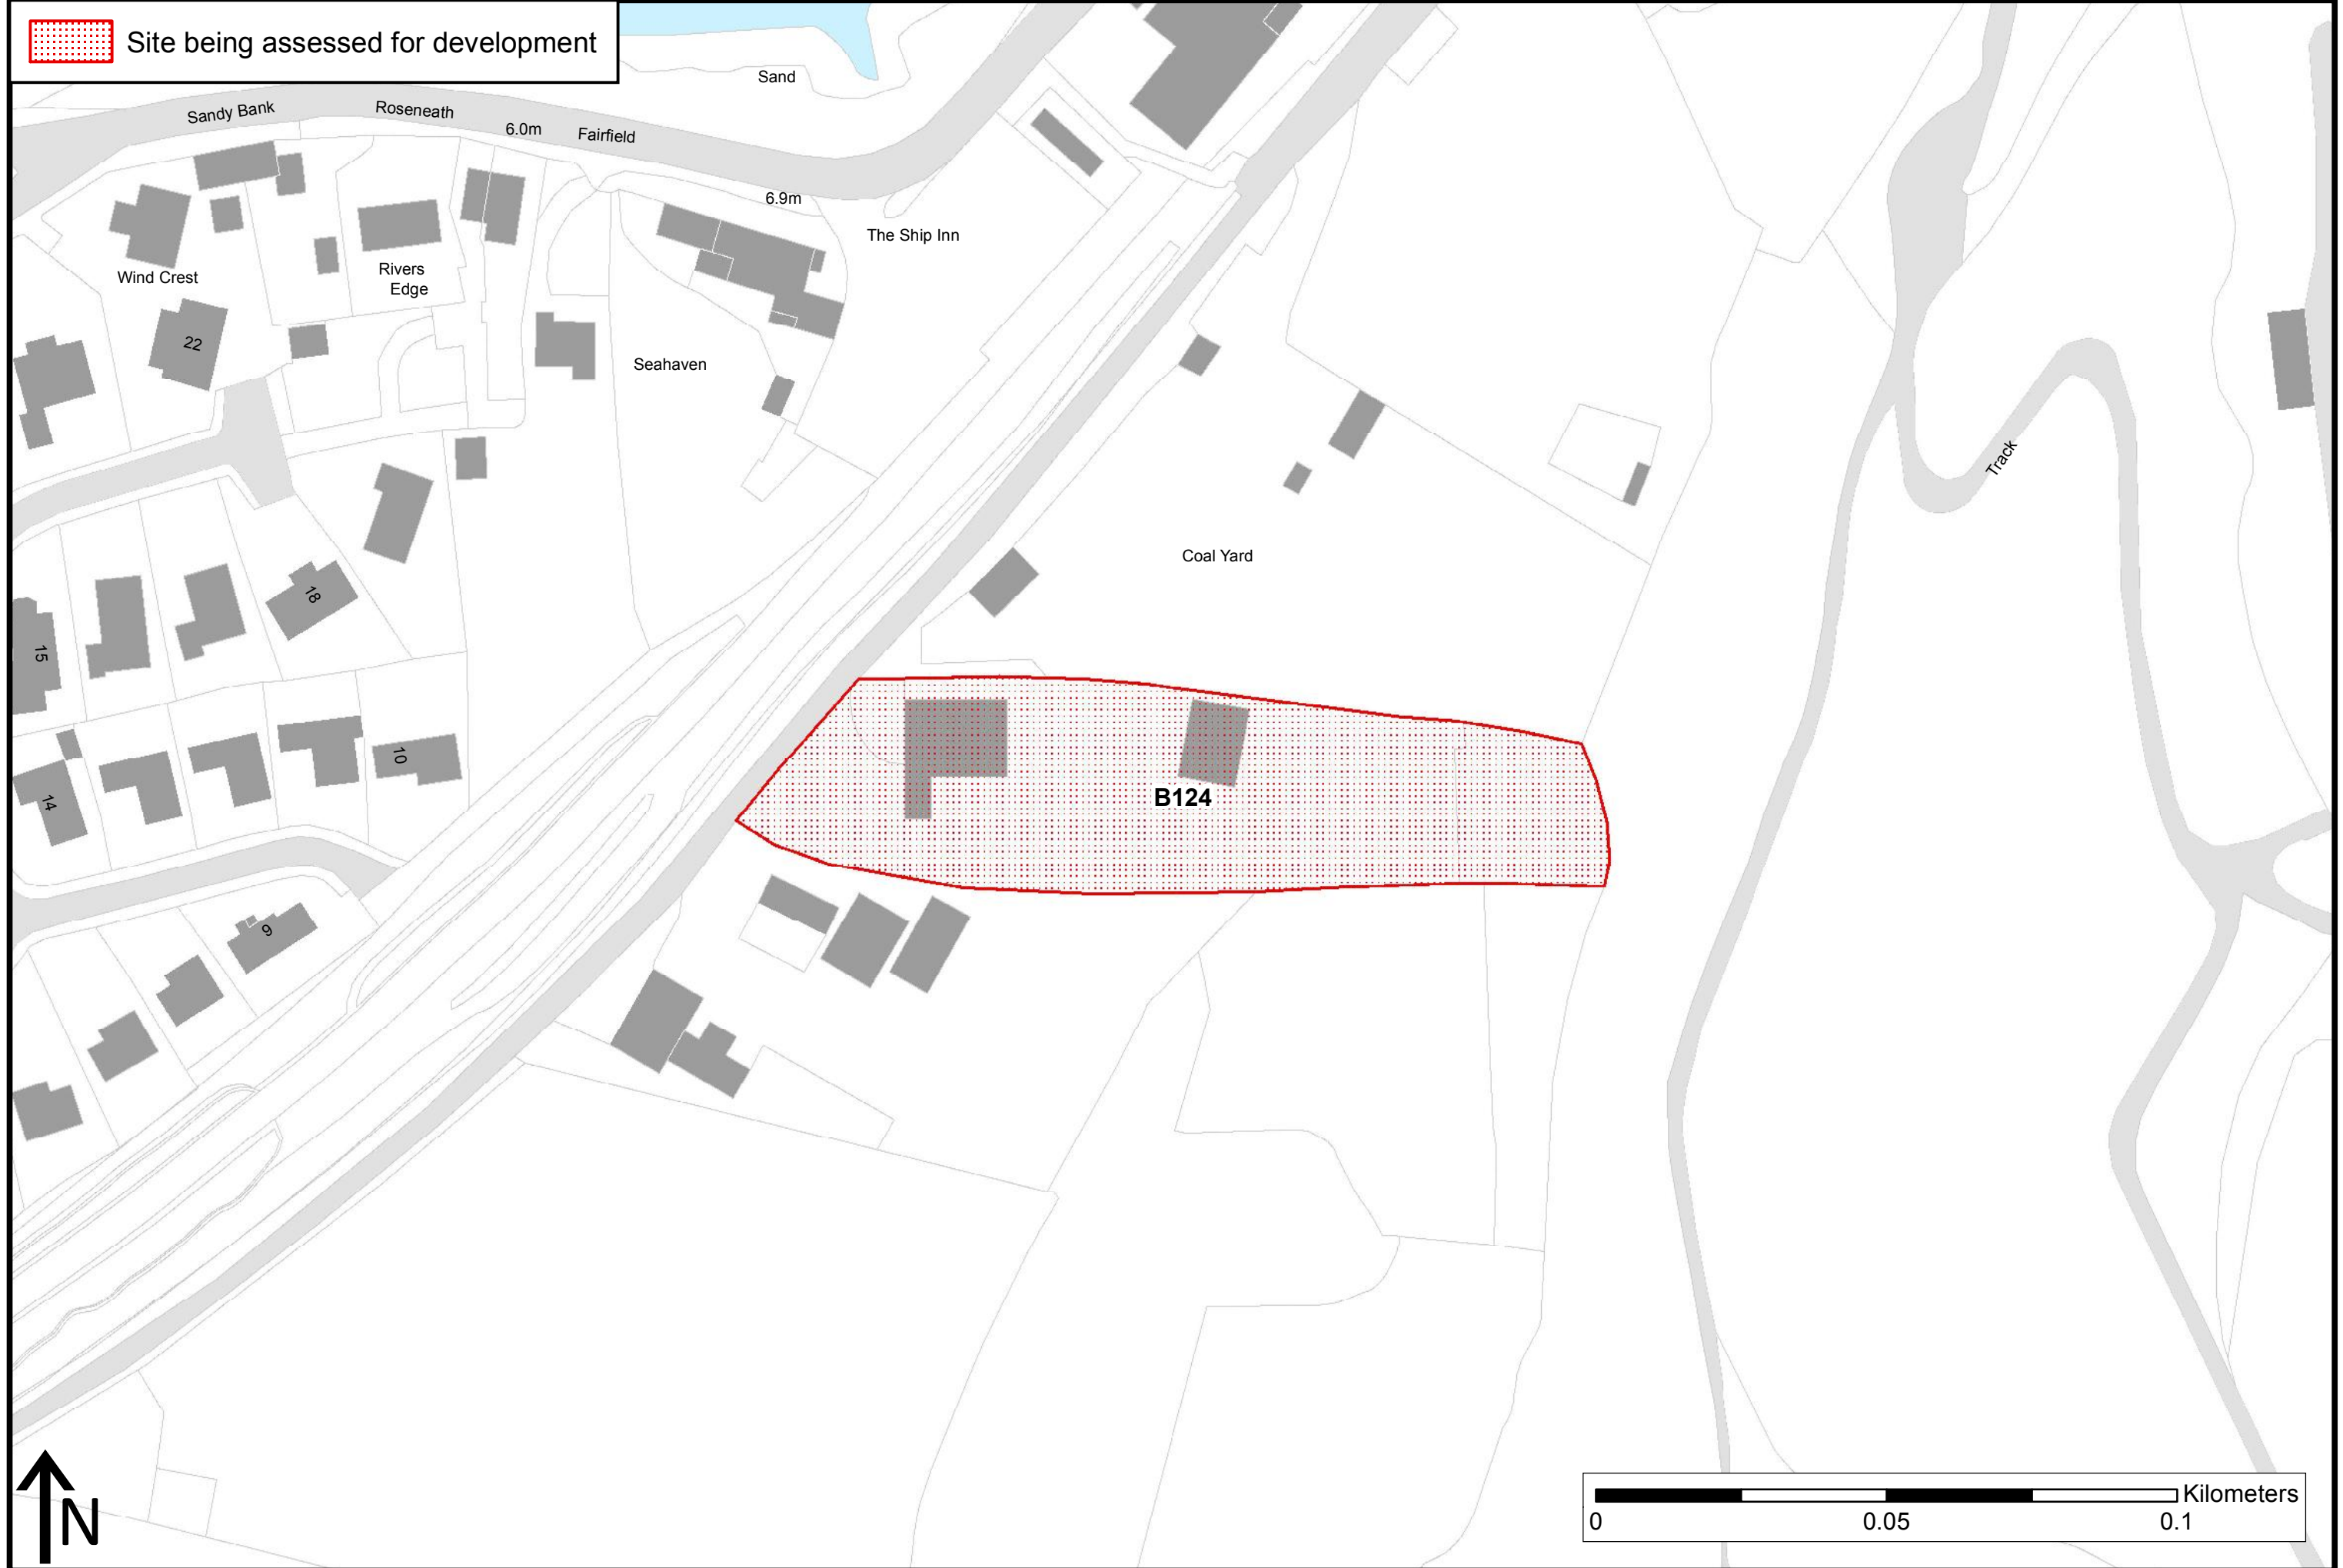 Site being assessed for development
Sand
Sandy Bank
Roseneath
6.0m
Fairfield
6.9m
The Ship Inn
Wind Crest
Rivers
Edge
22
Seahaven
Track
Coal Yard
18
15
10
14
B124
9
N
Kilometers
0
0.05
0.1